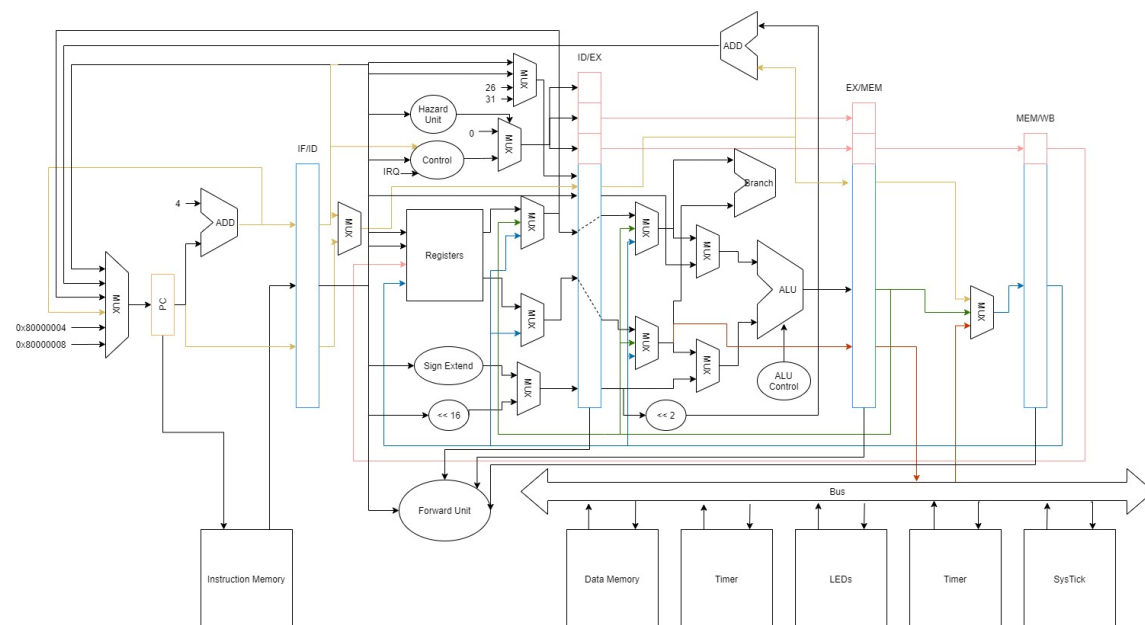 ADD
ID/EX
MUX
26
31
EX/MEM
MEM/WB
Hazard
Unit
0
MUX
Control
IRQ
IF/ID
4
ADD
MUX
Registers
MUX
MUX
MUX
Branch
ALU
MUX
PC
0x80000004
0x80000008
MUX
MUX
MUX
MUX
Sign Extend
MUX
ALU
Control
<< 16
<< 2
Bus
Forward Unit
Instruction Memory
Data Memory
Timer
LEDs
Timer
SysTick